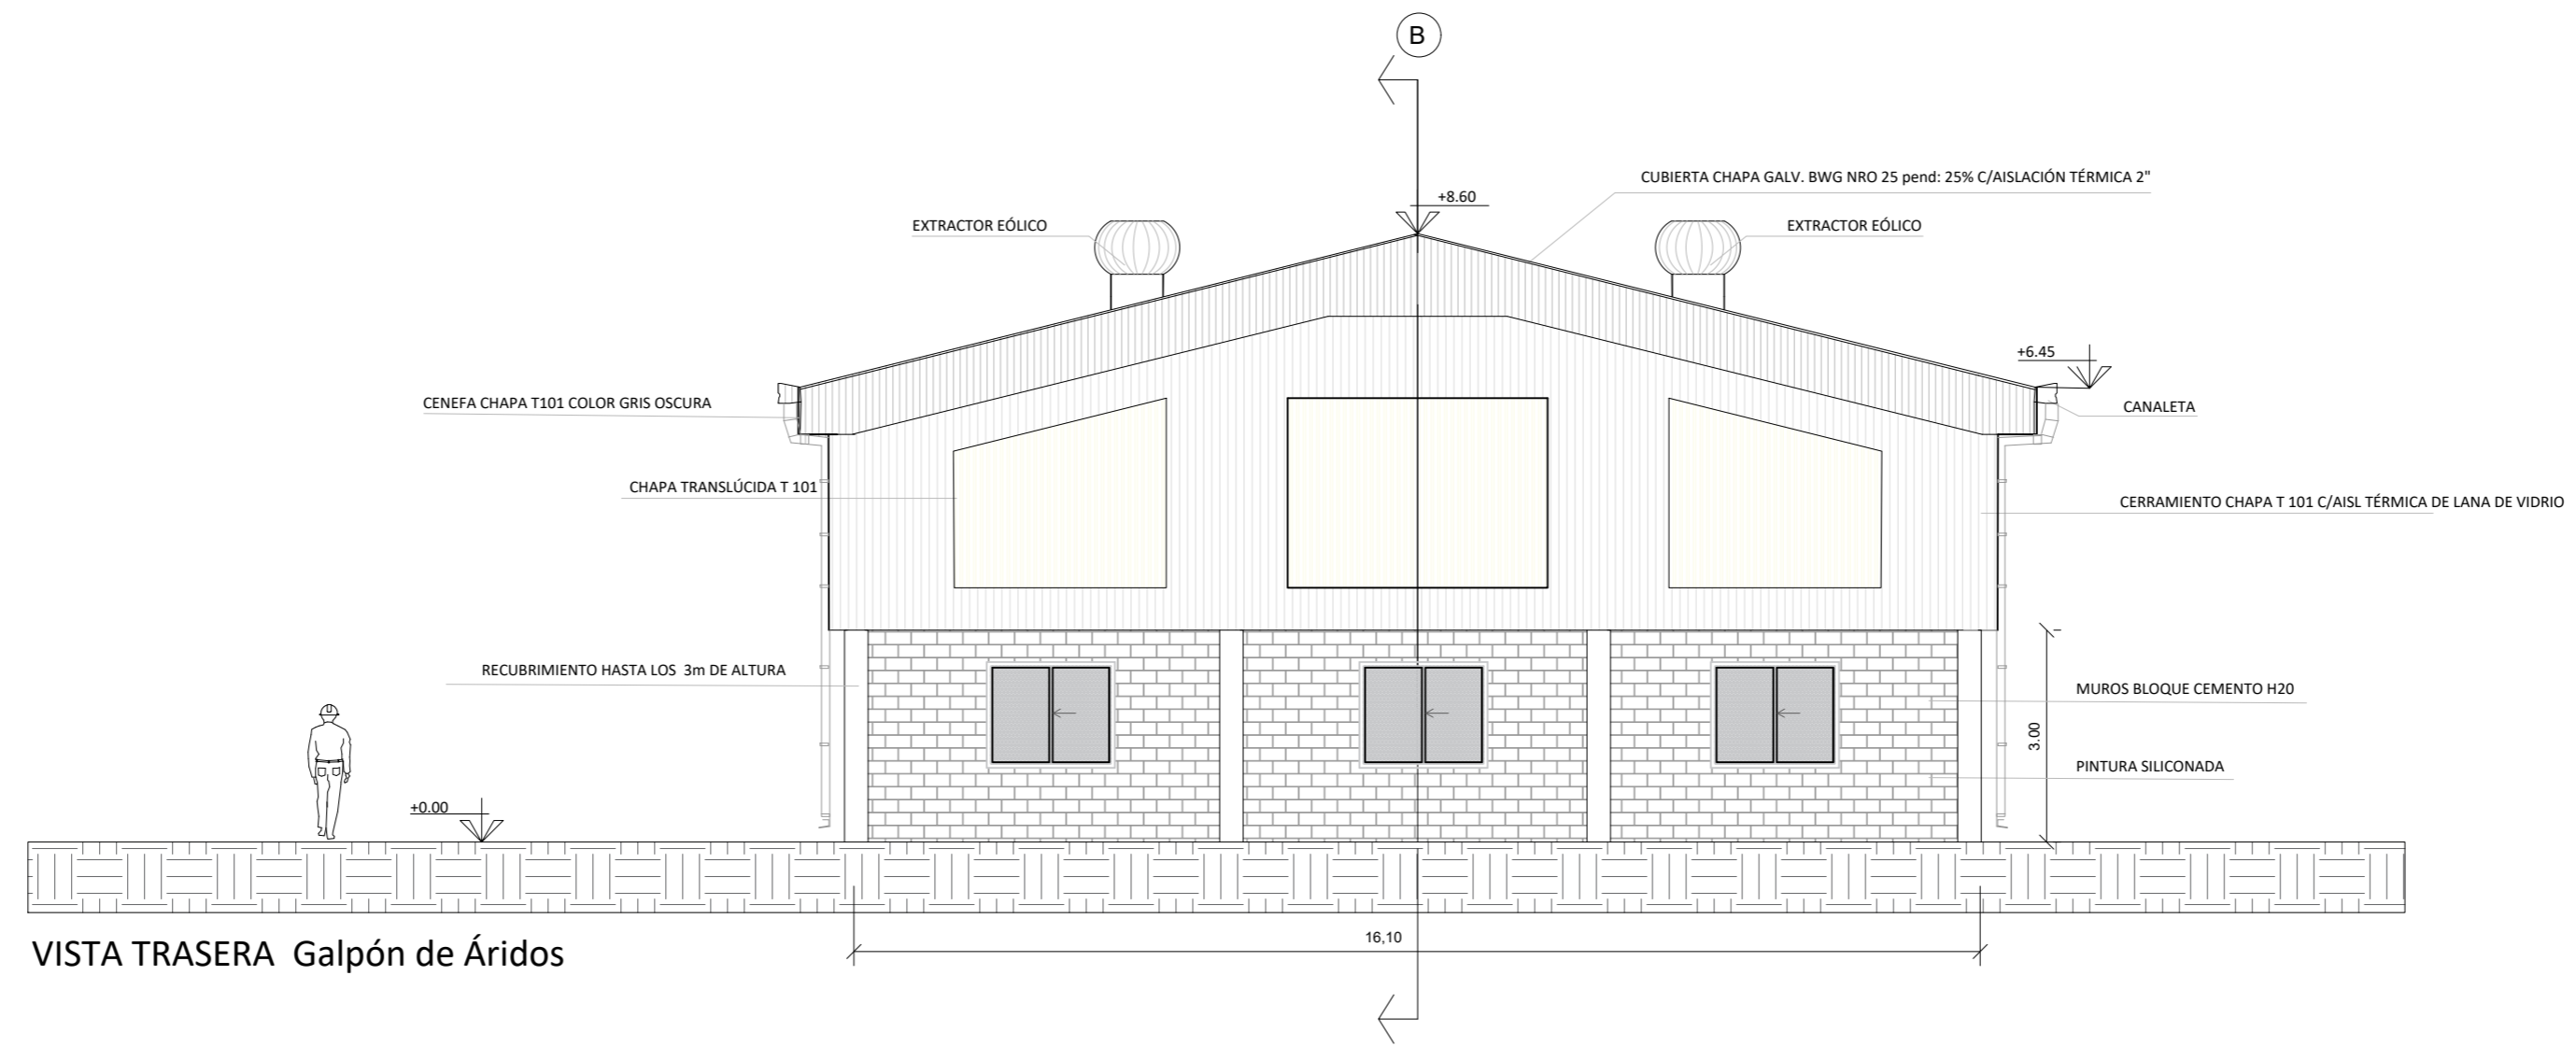 B
CUBIERTA CHAPA GALV. BWG NRO 25 pend: 25% C/AISLACIÓN TÉRMICA 2"
+8.60
EXTRACTOR EÓLICO
EXTRACTOR EÓLICO
+6.45
CENEFA CHAPA T101 COLOR GRIS OSCURA
CANALETA
CHAPA TRANSLÚCIDA T 101
CERRAMIENTO CHAPA T 101 C/AISL TÉRMICA DE LANA DE VIDRIO
RECUBRIMIENTO HASTA LOS 3m DE ALTURA
MUROS BLOQUE CEMENTO H20
3.00
PINTURA SILICONADA
+0.00
16,10
VISTA TRASERA Galpón de Áridos